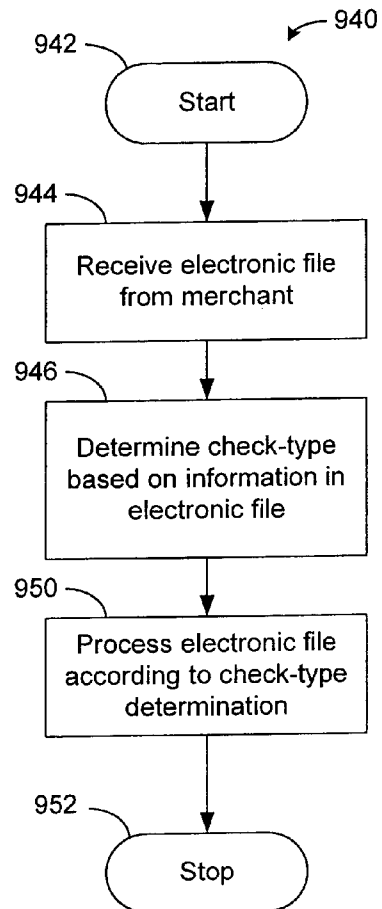 940
942
Start
944
Receive electronic file
from merchant
946
Determine check-type
based on information in
electronic file
950
Process electronic file
according to check-type
determination
952
Stop